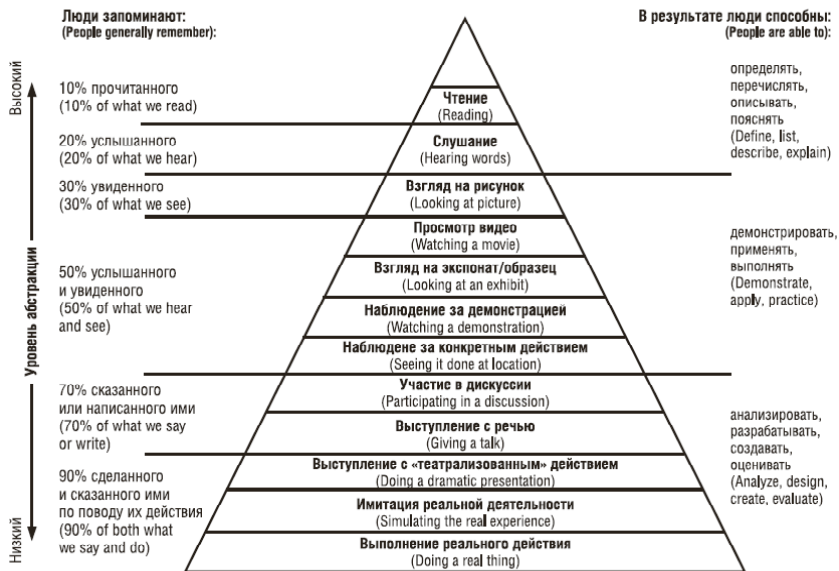 Люди запоминают:
(People generally remember):
В результате люди способны:
(People are able to):
Высокий
Уровень абстракции
Низкий
10% прочитанного
(10% of what we read)
20% услышанного
(20% of what we hear)
30% увиденного
(30% of what we see)
50% услышанного
и увиденного
(50% of what we hear
and see)
70% сказанного
или написанного ими
(70% of what we say
or write)
90% сделанного
и сказанного ими
по поводу их действия
(90% of both what
we say and do)
Чтение
(Reading)
Слушание
(Hearing words)
Взгляд на рисунок
(Looking at picture)
Просмотр видео
(Watching a movie)
Взгляд на экспонат/образец
(Looking at an exhibit)
Наблюдение за демонстрацией
(Watching a demonstration)
Наблюдене за конкретным действием
(Seeing it done at location)
Участие в дискуссии
(Participating in a discussion)
Выступление с речью
(Giving a talk)
Выступление с «театрализованным» действием
(Doing a dramatic presentation)
Имитация реальной деятельности
(Simulating the real experience)
Выполнение реального действия
(Doing a real thing)
определять,
перечислять,
описывать,
пояснять
(Define, list,
describe, explain)
демонстрировать,
применять,
выполнять
(Demonstrate,
apply, practice)
анализировать,
разрабатывать,
создавать,
оценивать
(Analyze, design,
create, evaluate)